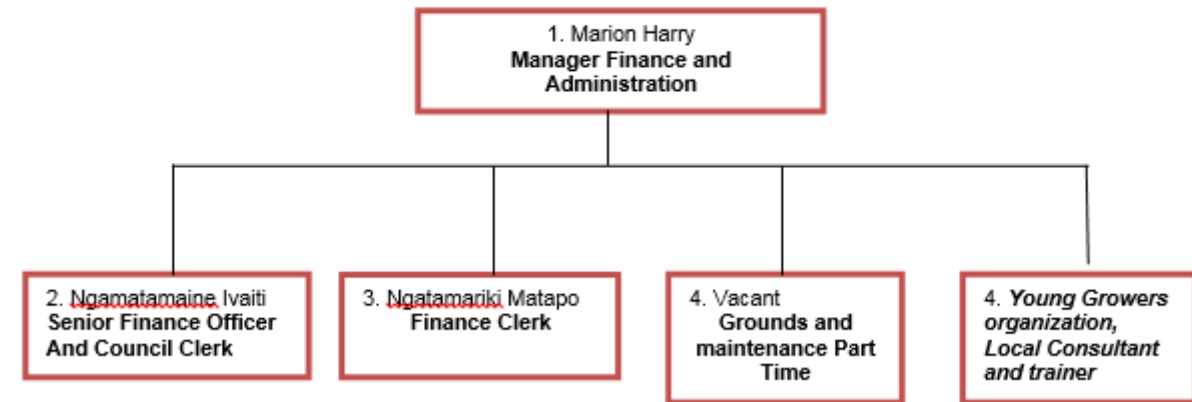 1. Marion Harry
Manager Finance and
Administration
2. Ngamatamaine Ivaiti
Senior Finance Officer
And Council Clerk
3. Ngatamariki Matapo
Finance Clerk
4. Vacant
Grounds and
maintenance Part
Time
4. Young Growers
organization,
Local Consultant
and trainer